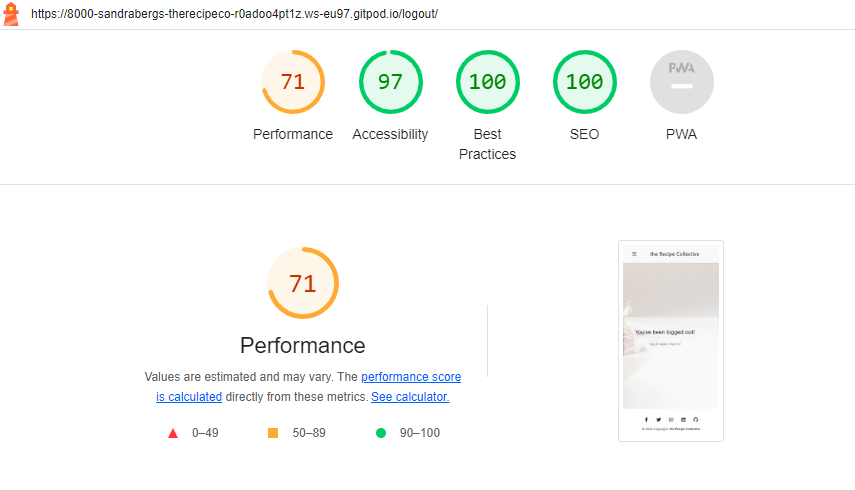 https://8000-sandrabergs-therecipeco-r0adoo4pt1z.ws-eu97.gitpod.io/logout/
71
97
100
100
PWA
Performance
Accessibility
Best
Practices
SEO
PWA
71
Performance
Values are estimated and may vary. The performance score
is calculated directly from these metrics. See calculator.
0–49
50–89
90–100
the Recipe Collective
You've been logged out!